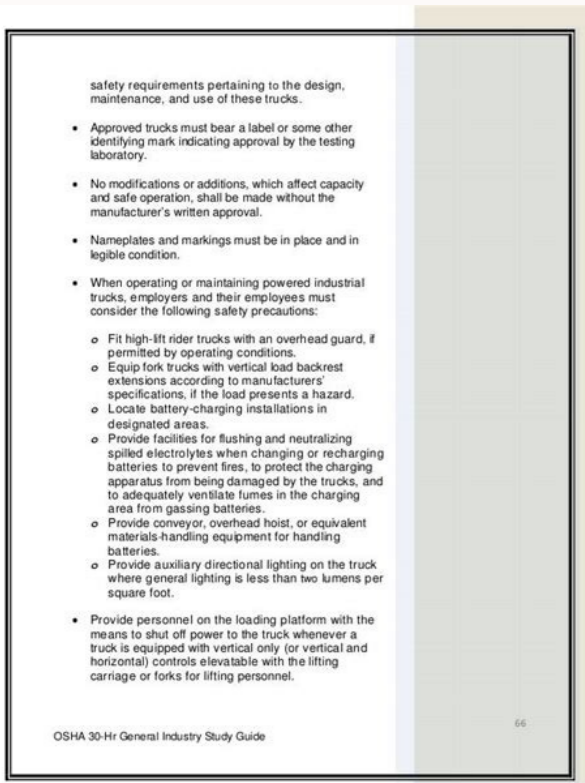 safety requirements pertaining to the design,
maintenance, and use of these trucks.
• Approved trucks must bear a label or some other
identifying mark indicating approval by the testing
laboratory.
• No modifications or additions, which affect capacity
and safe operation, shall be made without the
manufacturer's written approval.
• Nameplates and markings must be in place and in
legible condition.
• When operating or maintaining powered industrial
trucks, employers and their employees must
consider the following safety precautions:
o Fit high-lift rider trucks with an overhead guard, if
permitted by operating conditions.
o Equip fork trucks with vertical load backrest
extensions according to manufacturers'
specifications, if the load presents a hazard.
o Locate battery-charging installations in
designated areas.
o Provide facilities for flushing and neutralizing
spilled electrolytes when changing or recharging
batteries to prevent fires, to protect the charging
apparatus from being damaged by the trucks, and
to adequately ventilate fumes in the charging
area from gassing batteries.
o Provide conveyor, overhead hoist, or equivalent
materials-handling equipment for handling
batteries.
o Provide auxiliary directional lighting on the truck
where general lighting is less than two lumens per
square foot.
• Provide personnel on the loading platform with the
means to shut off power to the truck whenever a
truck is equipped with vertical only (or vertical and
horizontal) controls elevatable with the lifting
carriage or forks for lifting personnel.
66
OSHA 30-Hr General Industry Study Guide